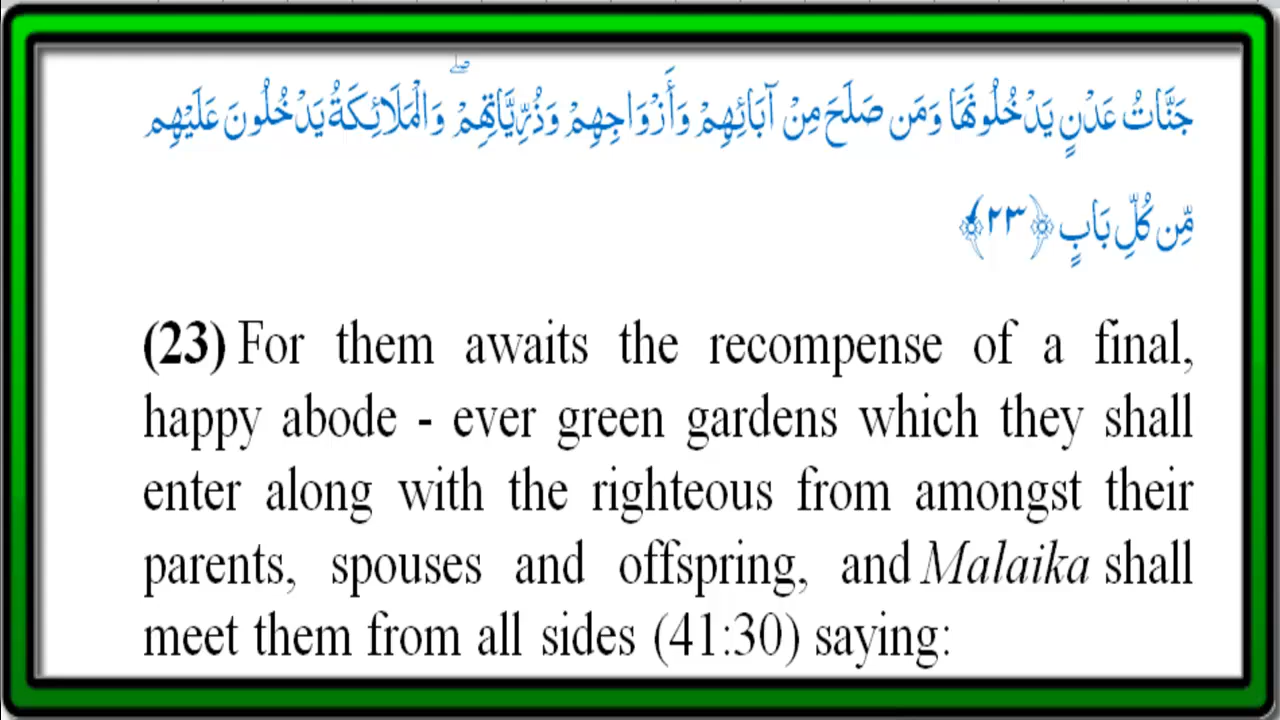 جَنَّاتُ عَدْنٍ يَدْخُلُونَهَا وَمَن صَلَحَ مِنْ آبَائِهِمْ وَأَزْوَاجِهِمْ وَذُرِّيَّاتِهِمْ ۖ وَالْمَلَائِكَةُ يَدْخُلُونَ عَلَيْهِم
مِّن كُلِّ بَابٍ ﴿٢٣﴾
(23) For them awaits the recompense of a final,
happy abode - ever green gardens which they shall
enter along with the righteous from amongst their
parents, spouses and offspring, and Malaika shall
meet them from all sides (41:30) saying: